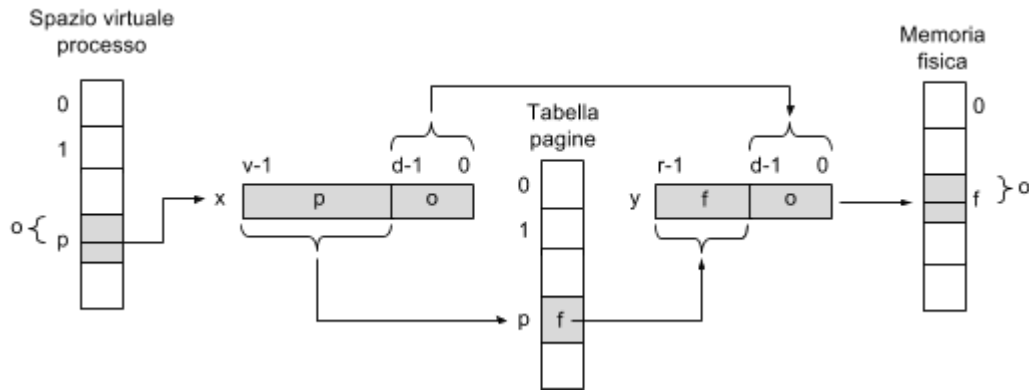 Spazio virtuale
processo
0
1
o
p
x
v-1
d-1
0
p
o
Tabella
pagine
0
1
p
f
y
r-1
d-1
0
f
o
Memoria
fisica
0
f
o